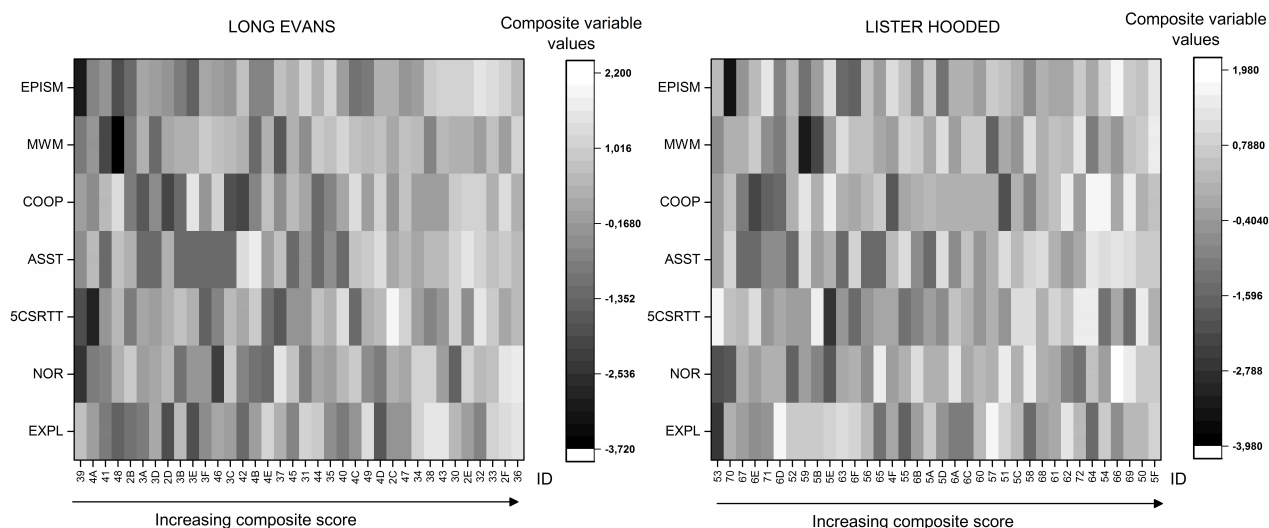 LONG EVANS
Composite variable
values
EPISM
MWM
COOP
ASST
5CSRTT
NOR
EXPL
2,200
1,016
-0,1680
-1,352
-2,536
-3,720
39 4A 41 48 2B 3A 3D 2D 3B 3E 3F 46 3C 42 4B 4E 37 45 31 44 35 40 4C 49 4D 2C 47 34 38 43 30 2E 32 33 2F 36
ID
Increasing composite score
LISTER HOODED
Composite variable
values
EPISM
MWM
COOP
ASST
5CSRTT
NOR
EXPL
1,980
0,7880
-0,4040
-1,596
-2,788
-3,980
53 70 67 6E 71 6D 52 59 5B 5E 63 6F 56 65 4F 55 6B 5A 5D 6A 6C 60 57 51 5C 58 68 61 62 72 64 54 66 69 50 5F
ID
Increasing composite score